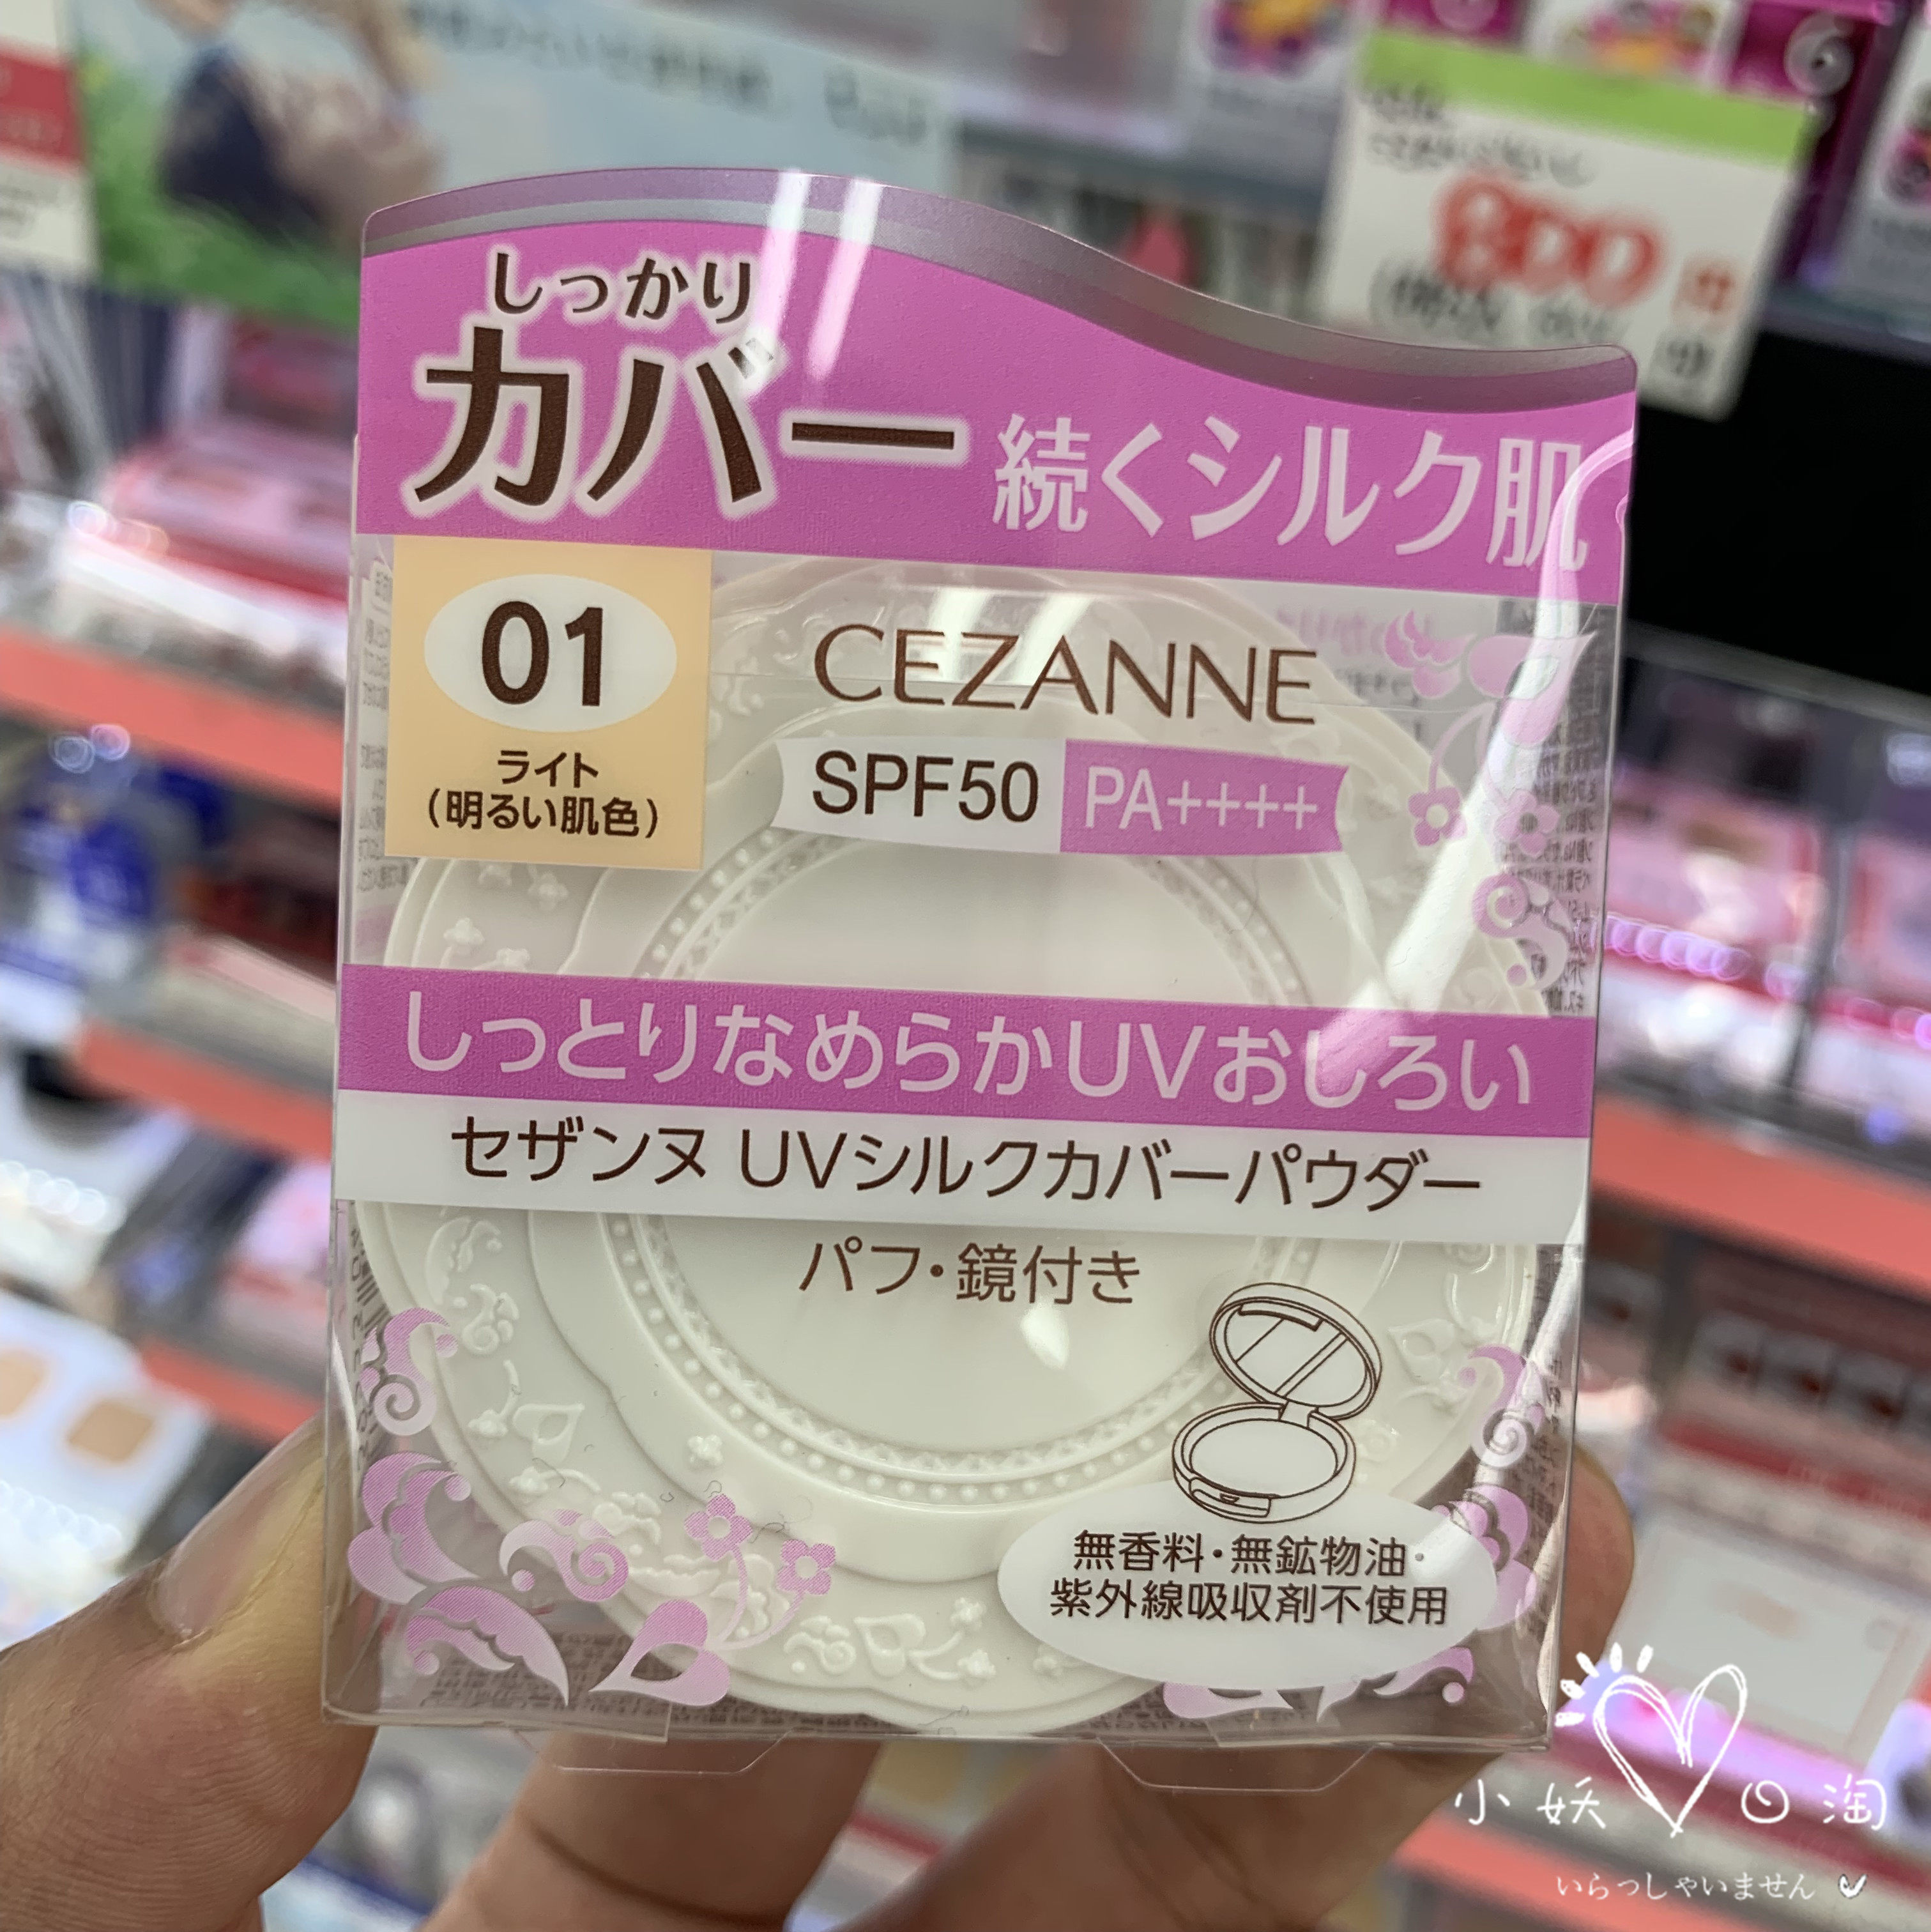 しっかり
カバー 続くシルク肌
01
ライト
(明るい肌色)
CEZANNE
SPF50 PA++++
しっとりなめらかUVおしろい
セザンヌ UVシルクカバーパウダー
パフ・鏡付き
無香料・無鉱物油・
紫外線吸収剤不使用
小妖 日淘
いらっしゃいません